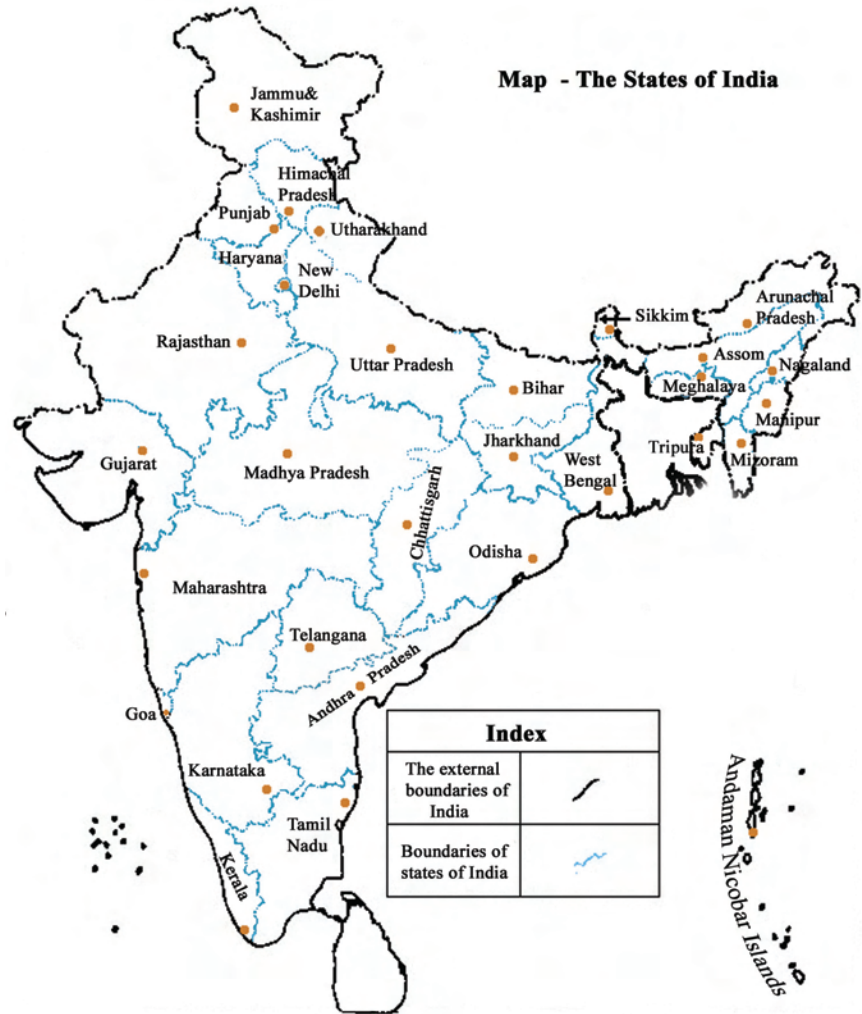 Map - The States of India
Jammu&
Kashimir
Himachal
Pradesh
Punjab
Utharakhand
Haryana
New
Delhi
Sikkim
Arunachal
Pradesh
Rajasthan
Uttar Pradesh
Assom
Nagaland
Meghalaya
Bihar
Manipur
Jharkhand
Tripura
Mizoram
Gujarat
Madhya Pradesh
West
Bengal
Chhattisgarh
Odisha
Maharashtra
Telangana
Andhra Pradesh
Goa
Karnataka
Tamil
Nadu
Kerala
Index
The external
boundaries of
India
Boundaries of
states of India
Andaman Nicobar Islands